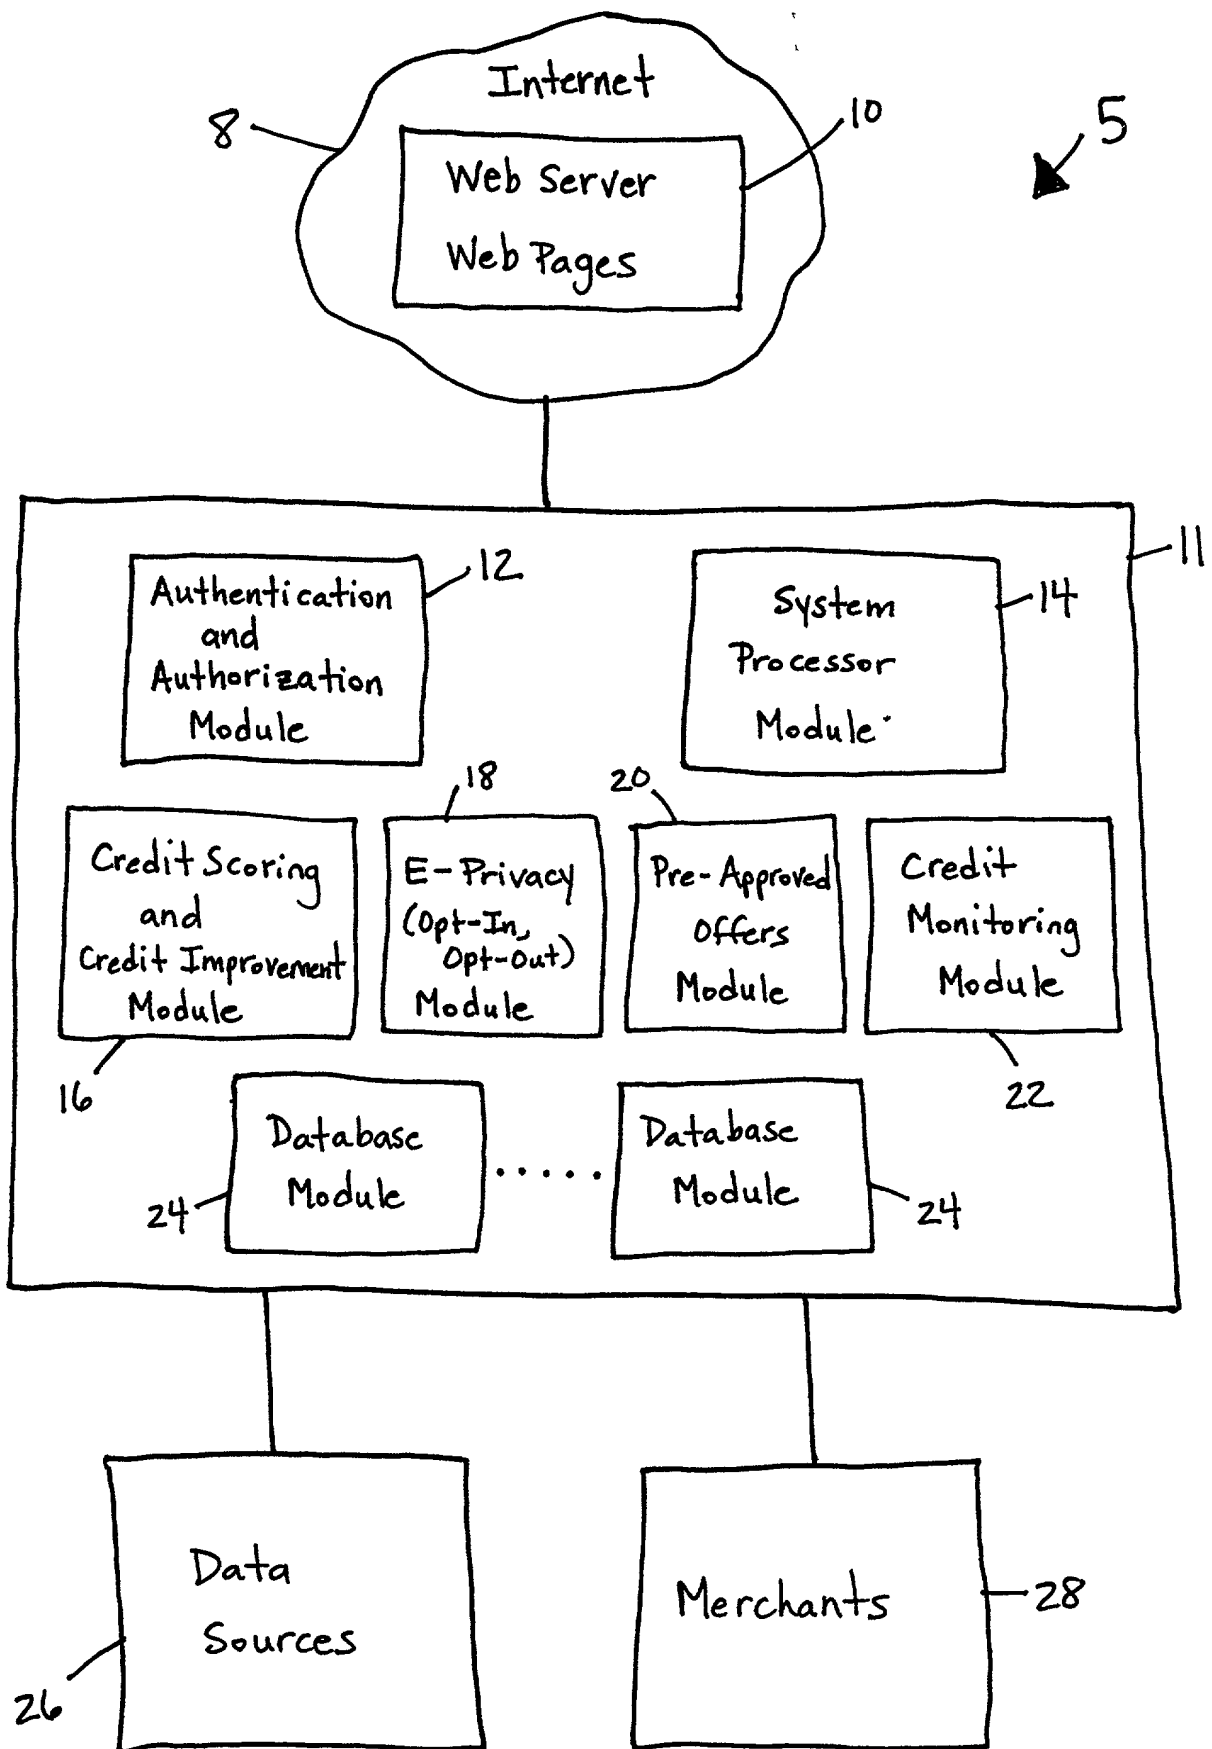 Internet
8
10
5
Web Server
Web Pages
11
12
Authentication
and
Authorization
Module
14
System
Processor
Module
18
20
Credit Scoring
and
Credit Improvement
Module
E-Privacy
(Opt-In,
Opt-Out)
Module
Pre-Approved
Offers
Module
Credit
Monitoring
Module
16
22
Database
Module
.....
Database
Module
24
24
Data
Sources
Merchants
28
26